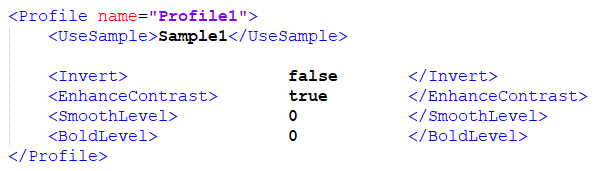 <Profile name="Profile1">
<UseSample>Sample1</UseSample>
<Invert> false </Invert>
<EnhanceContrast> true </EnhanceContrast>
<SmoothLevel> 0 </SmoothLevel>
<BoldLevel> 0 </BoldLevel>
</Profile>